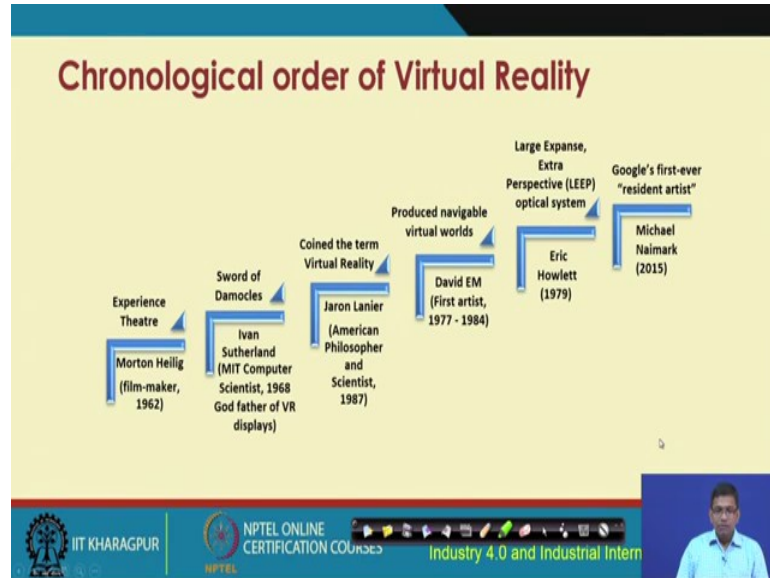 Chronological order of Virtual Reality
Experience
Theatre
Morton Heilig
(film-maker,
1962)
Sword of
Damocles
Ivan
Sutherland
(MIT Computer
Scientist, 1968
God father of VR
displays)
Coined the term
Virtual Reality
Jaron Lanier
(American
Philosopher
and
Scientist,
1987)
Produced navigable
virtual worlds
David EM
(First artist,
1977 - 1984)
Large Expanse,
Extra
Perspective (LEEP)
optical system
Eric
Howlett
(1979)
Google's first-ever
"resident artist"
Michael
Naimark
(2015)
IIT KHARAGPUR
NPTEL
NPTEL ONLINE
CERTIFICATION COURSES
Industry 4.0 and Industrial Intern